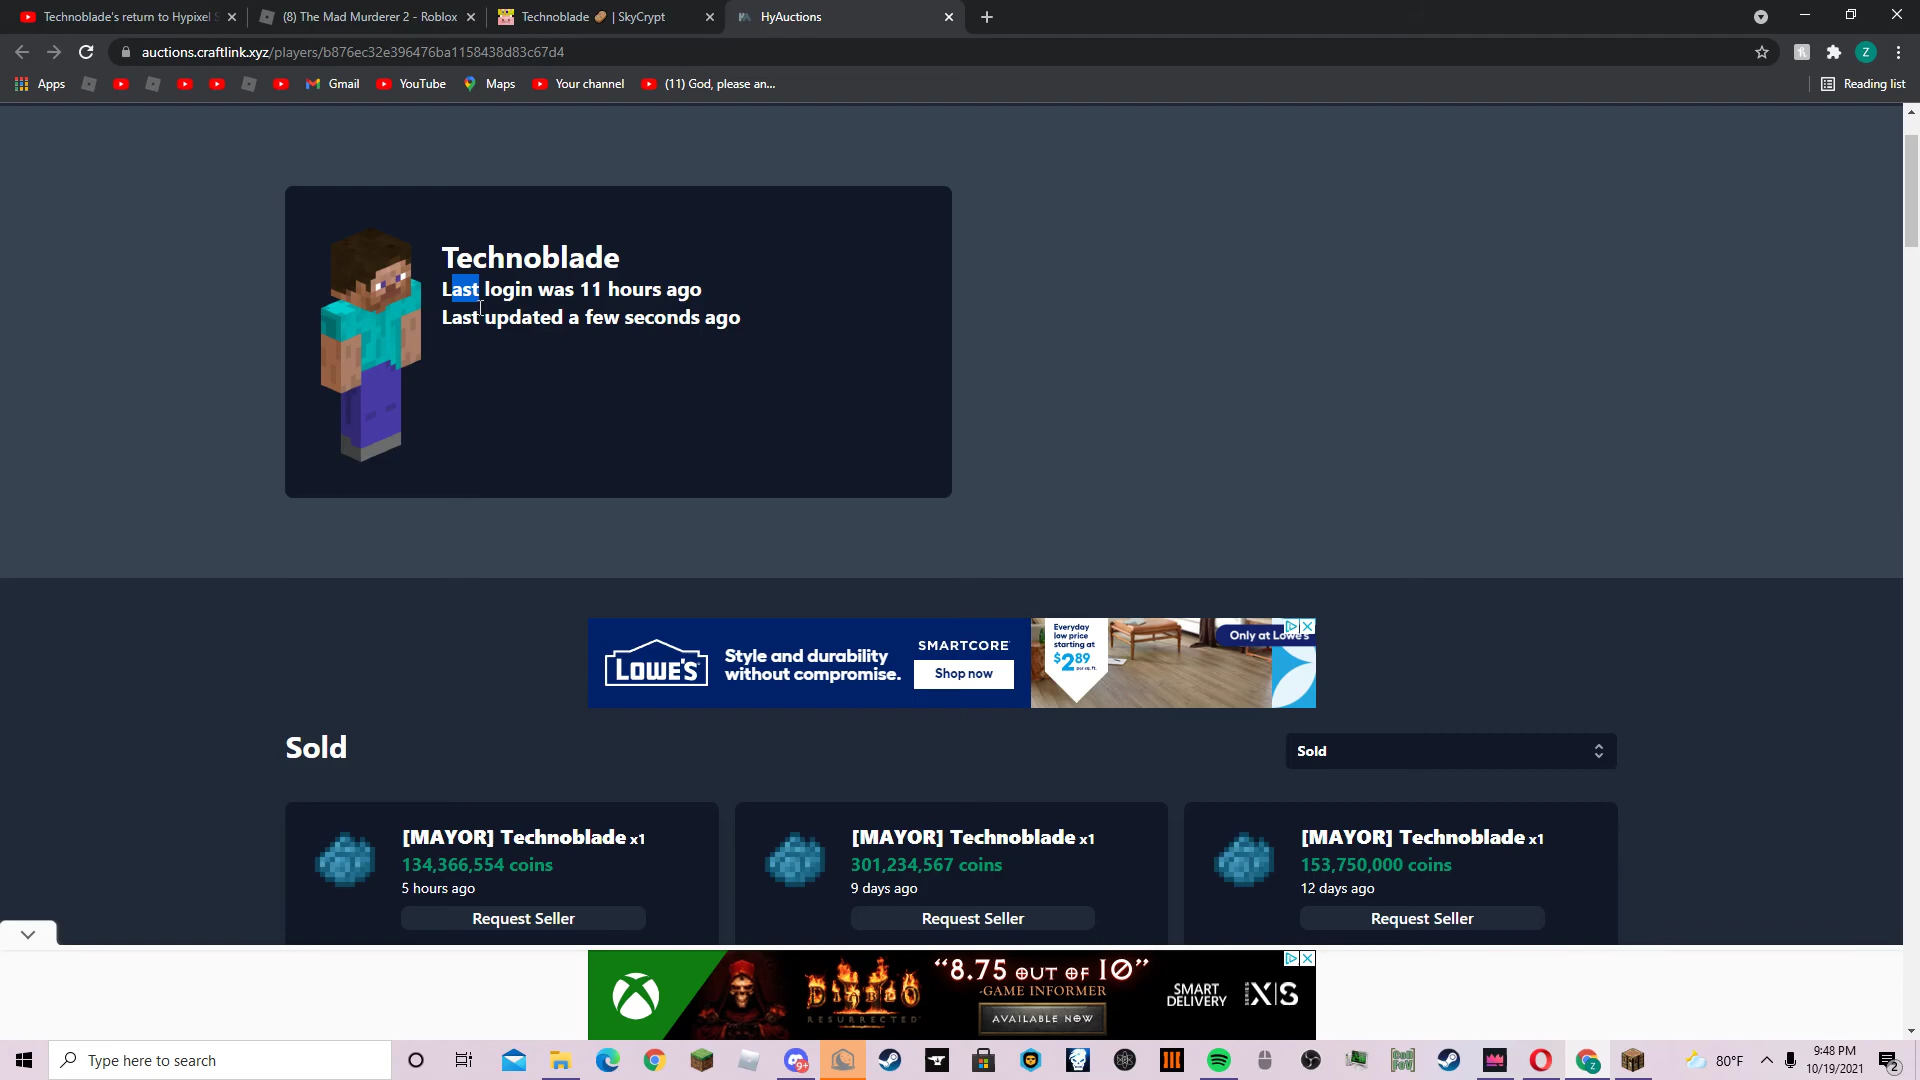 Technoblade's return to Hypixel S
(8) The Mad Murderer 2 - Roblox
Technoblade 🥔 | SkyCrypt
HyAuctions
auctions.craftlink.xyz/players/b876ec32e396476ba1158438d83c67d4
Z
Apps
Gmail
YouTube
Maps
Your channel
(11) God, please an...
Reading list
Technoblade
Last login was 11 hours ago
Last updated a few seconds ago
LOWE'S
Style and durability
without compromise.
SMARTCORE
Shop now
Everyday
low price
starting at
$2.89
Only at Lowe's
Sold
Sold
[MAYOR] Technoblade x1
134,366,554 coins
5 hours ago
Request Seller
[MAYOR] Technoblade x1
301,234,567 coins
9 days ago
Request Seller
[MAYOR] Technoblade x1
153,750,000 coins
12 days ago
Request Seller
DIABLO II
RESURRECTED
“8.75 OUT OF 10”
-GAME INFORMER
AVAILABLE NOW
SMART
DELIVERY
X|S
Type here to search
9+
80°F
9:48 PM
10/19/2021
2